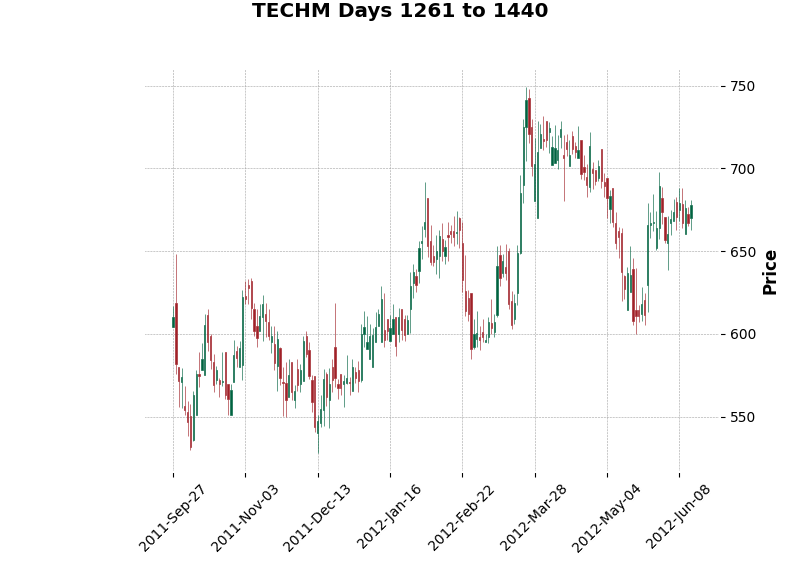 TECHM Days 1261 to 1440
750
700
650
600
550
Price
2011-Sep-27
2011-Nov-03
2011-Dec-13
2012-Jan-16
2012-Feb-22
2012-Mar-28
2012-May-04
2012-Jun-08